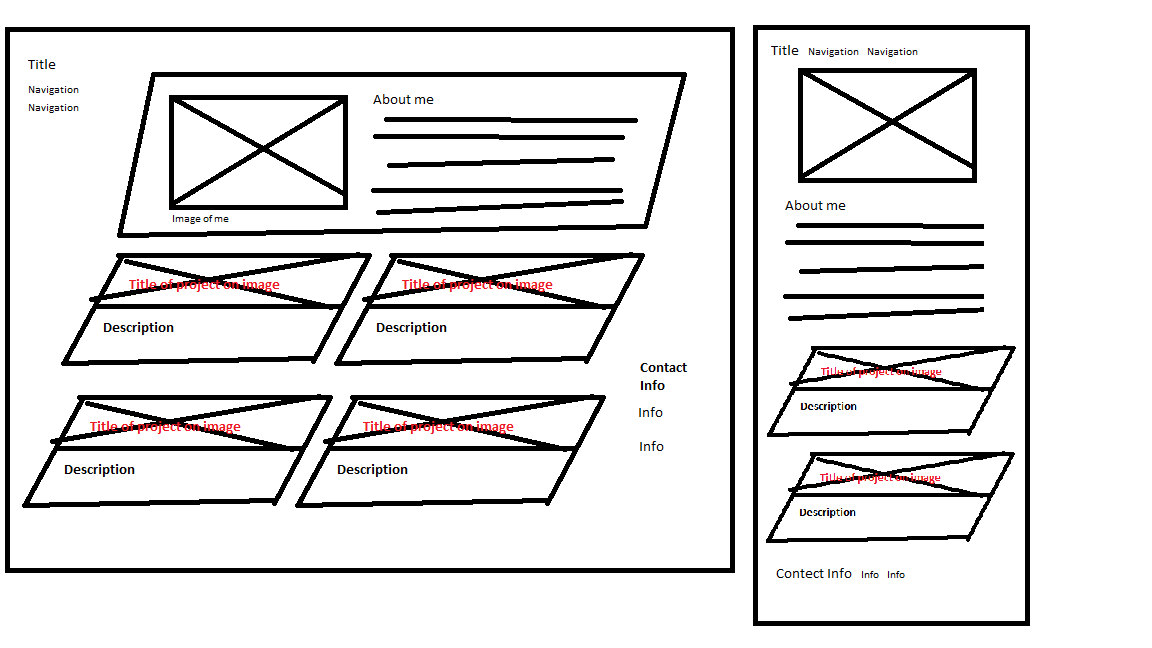 Title
Navigation
Navigation
About me
Image of me
Title of project on image
Title of project on image
Description
Description
Contact
Info
Info
Info
Title of project on image
Title of project on image
Description
Description
Title Navigation Navigation
About me
Title of project on image
Description
Title of project on image
Description
Contect Info Info Info